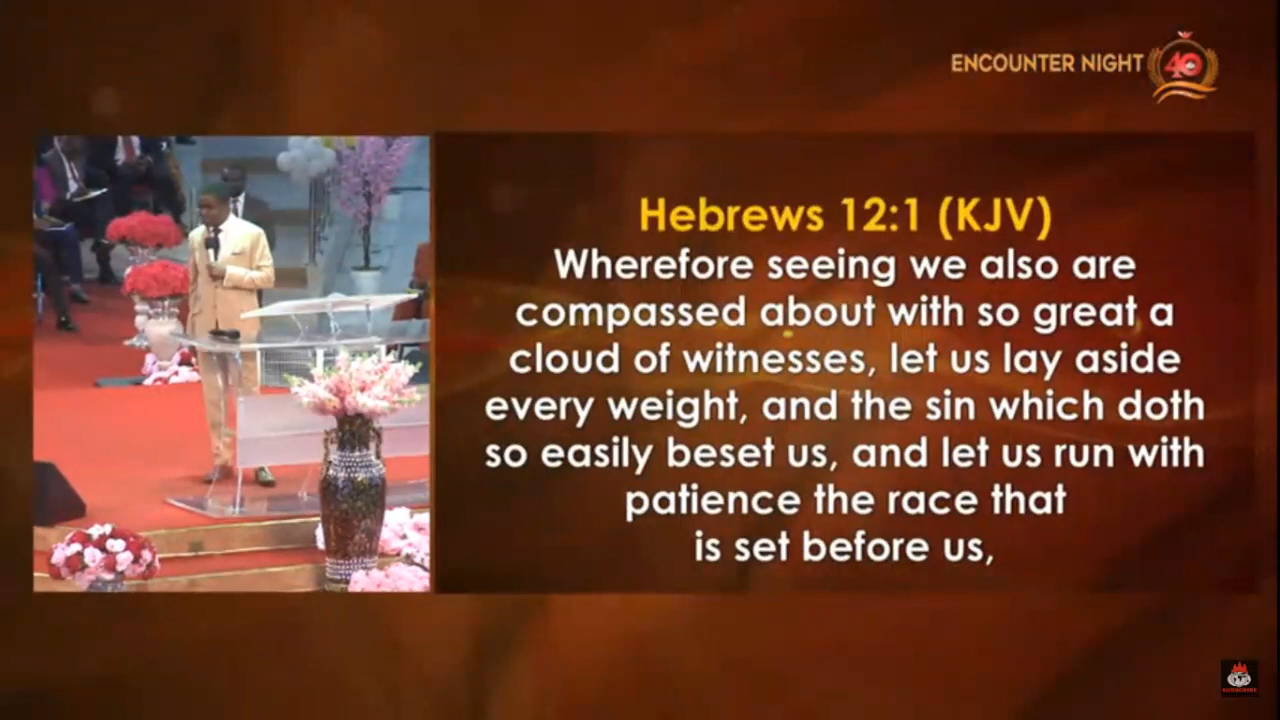 ENCOUNTER NIGHT 40
Hebrews 12:1 (KJV)
Wherefore seeing we also are
compassed about with so great a
cloud of witnesses, let us lay aside
every weight, and the sin which doth
so easily beset us, and let us run with
patience the race that
is set before us,
SUBSCRIBE